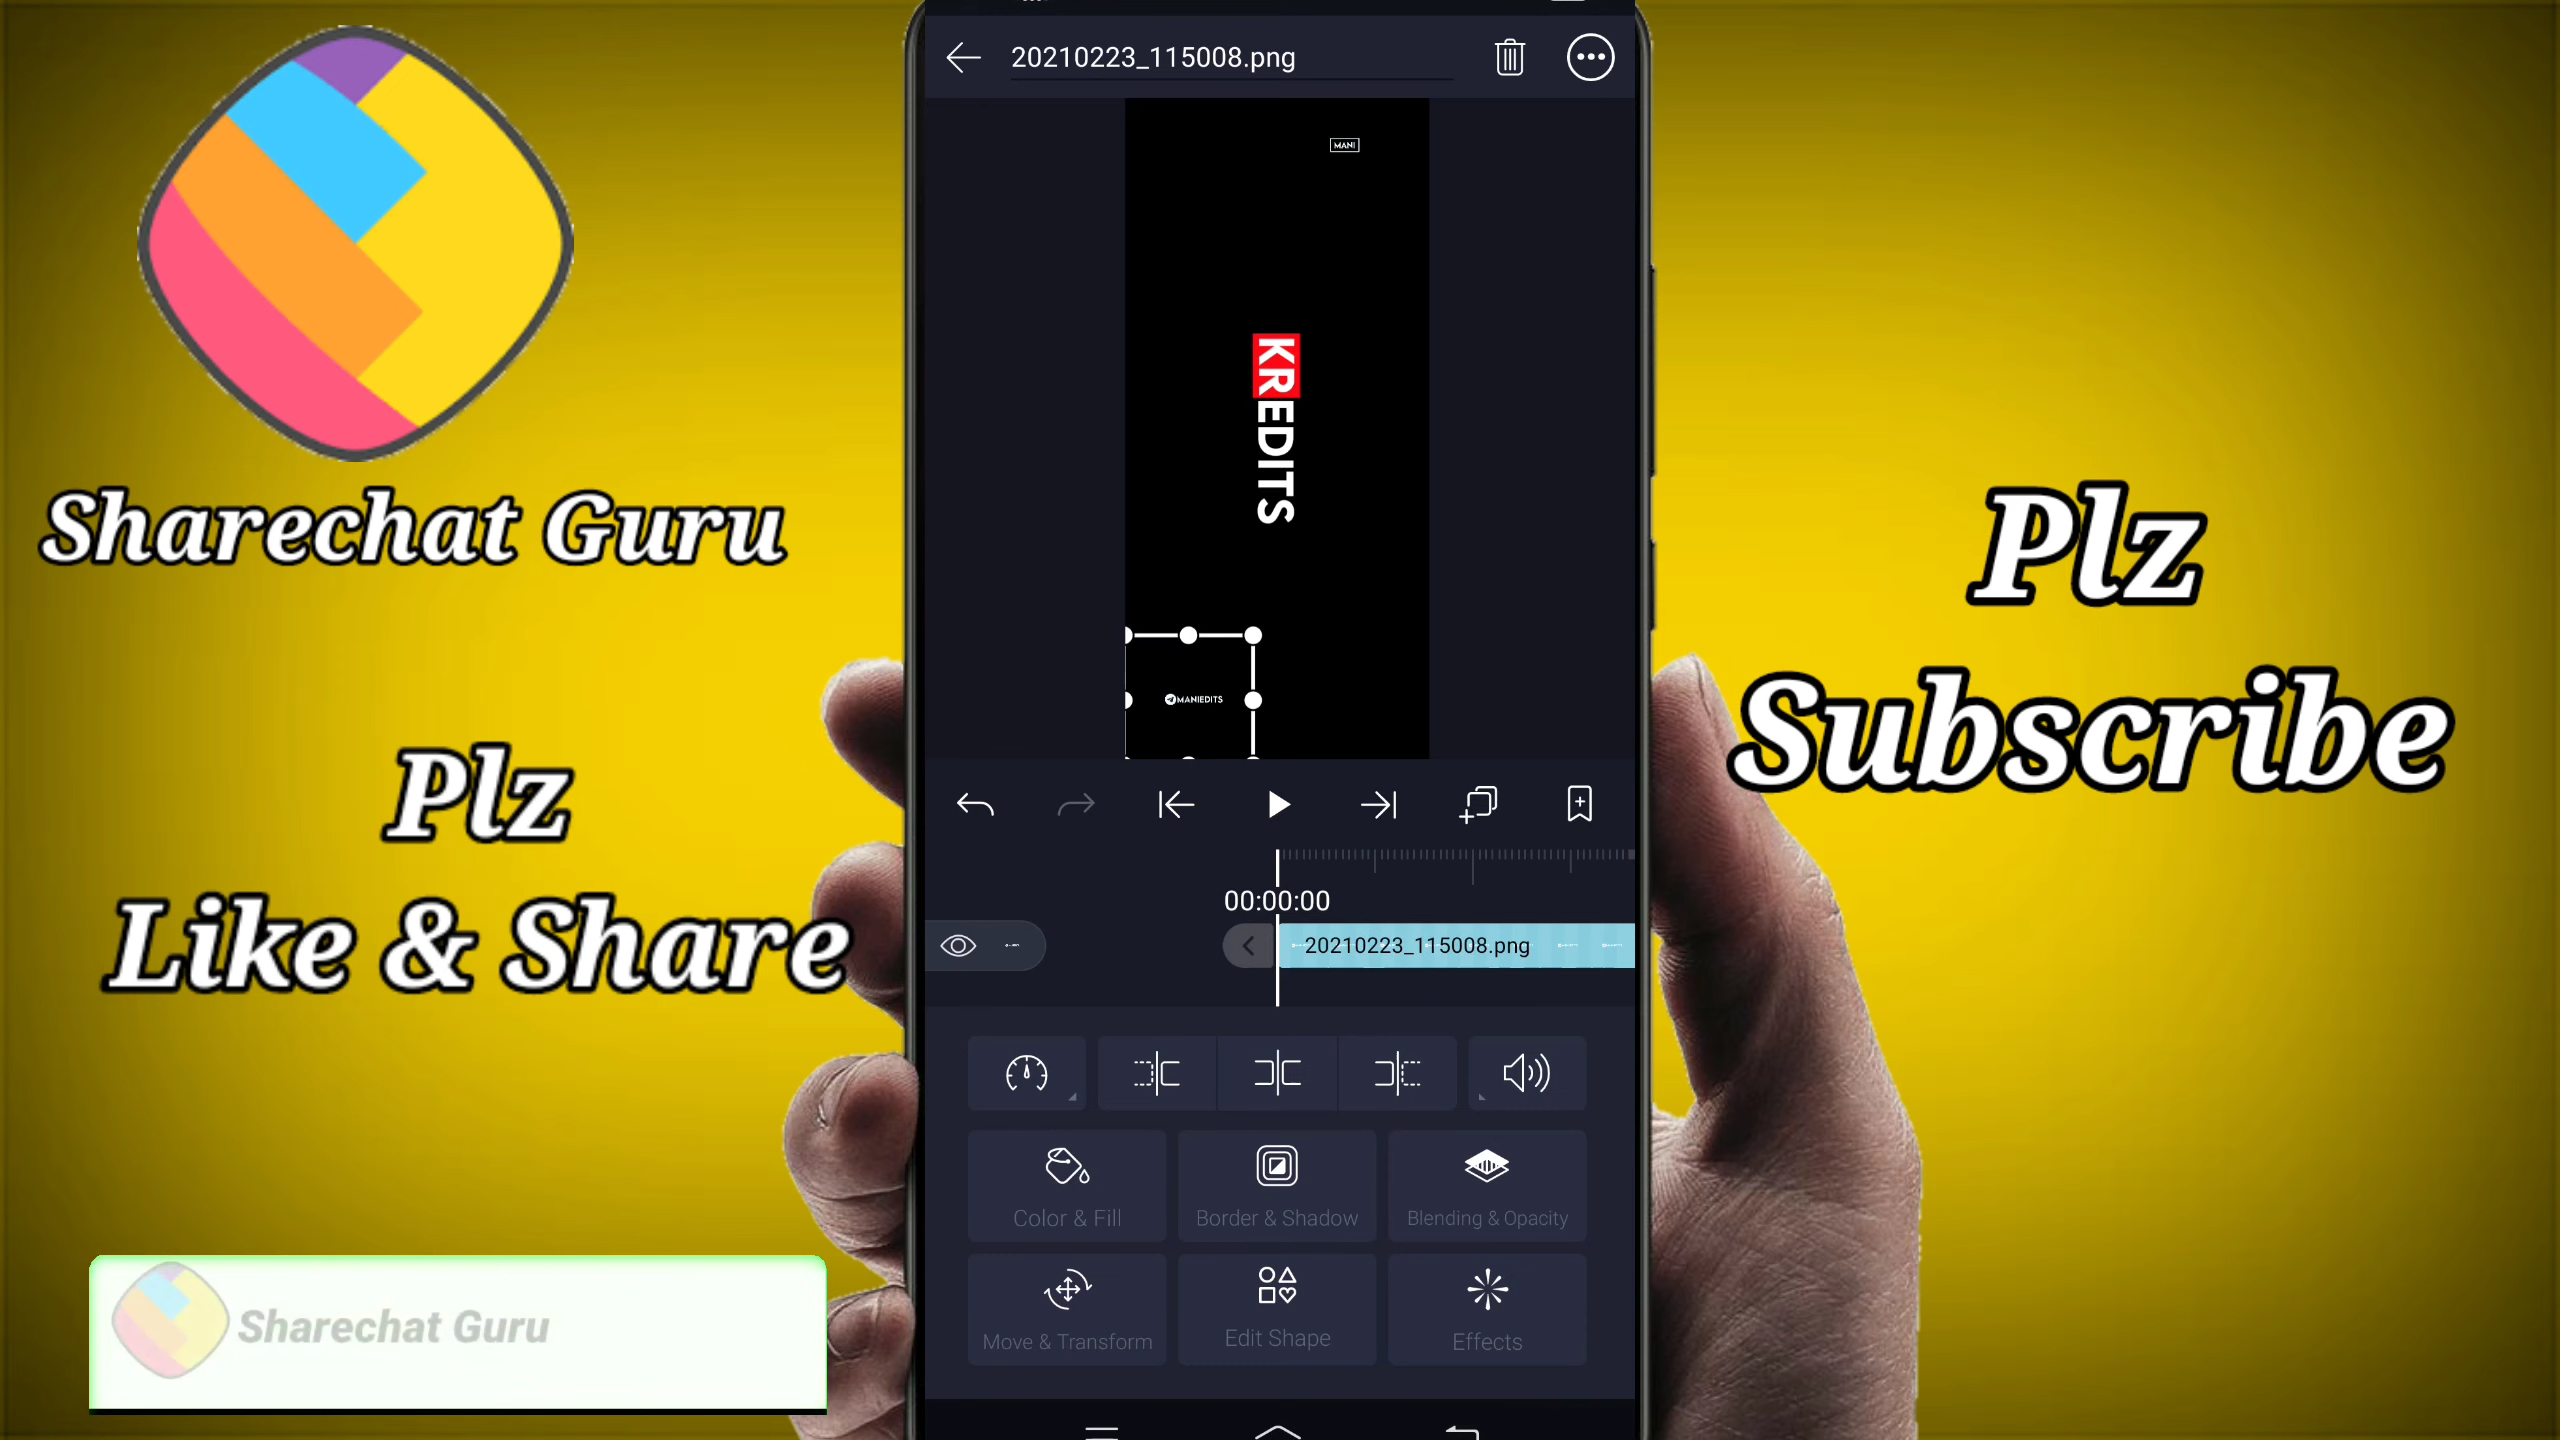 20210223_115008.png
MANI
KREDITS
MANIEDITS
00:00:00
20210223_115008.png
Color & Fill
Border & Shadow
Blending & Opacity
Move & Transform
Edit Shape
Effects
Sharechat Guru
Plz
Like & Share
Sharechat Guru
Plz
Subscribe